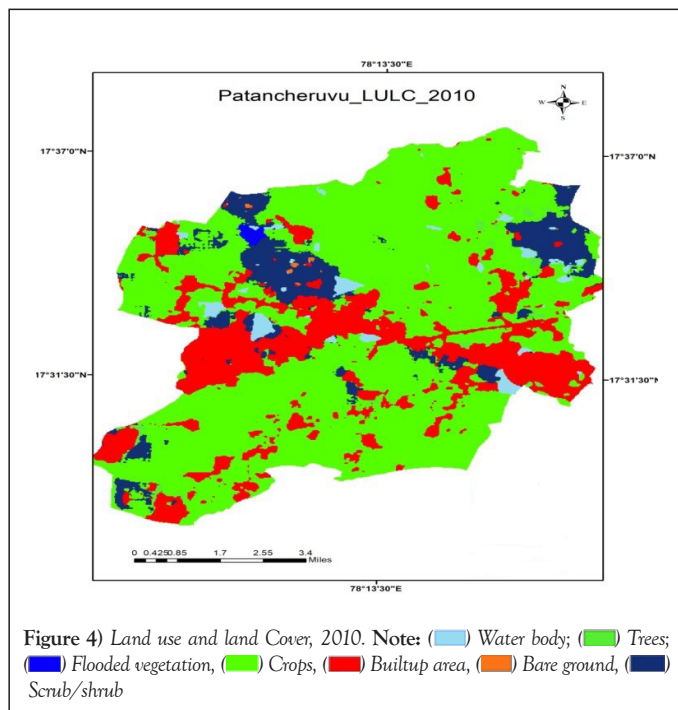 78°13'30"E
Patancheruvu_LULC_2010
N
W E
S
17°37'0"N 17°37'0"N
17°31'30"N 17°31'30"N
0 0.425 0.85 1.7 2.55 3.4
Miles
78°13'30"E
Figure 4) Land use and land Cover, 2010. Note: ( ) Water body; ( ) Trees;
( ) Flooded vegetation, ( ) Crops, ( ) Builtup area, ( ) Bare ground, ( )
Scrub/shrub